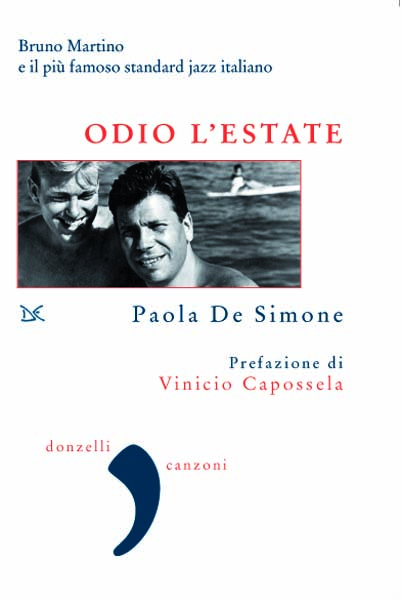 Bruno Martino
e il più famoso standard jazz italiano
ODIO L'ESTATE
DE
Paola De Simone
Prefazione di
Vinicio Capossela
donzelli
canzoni